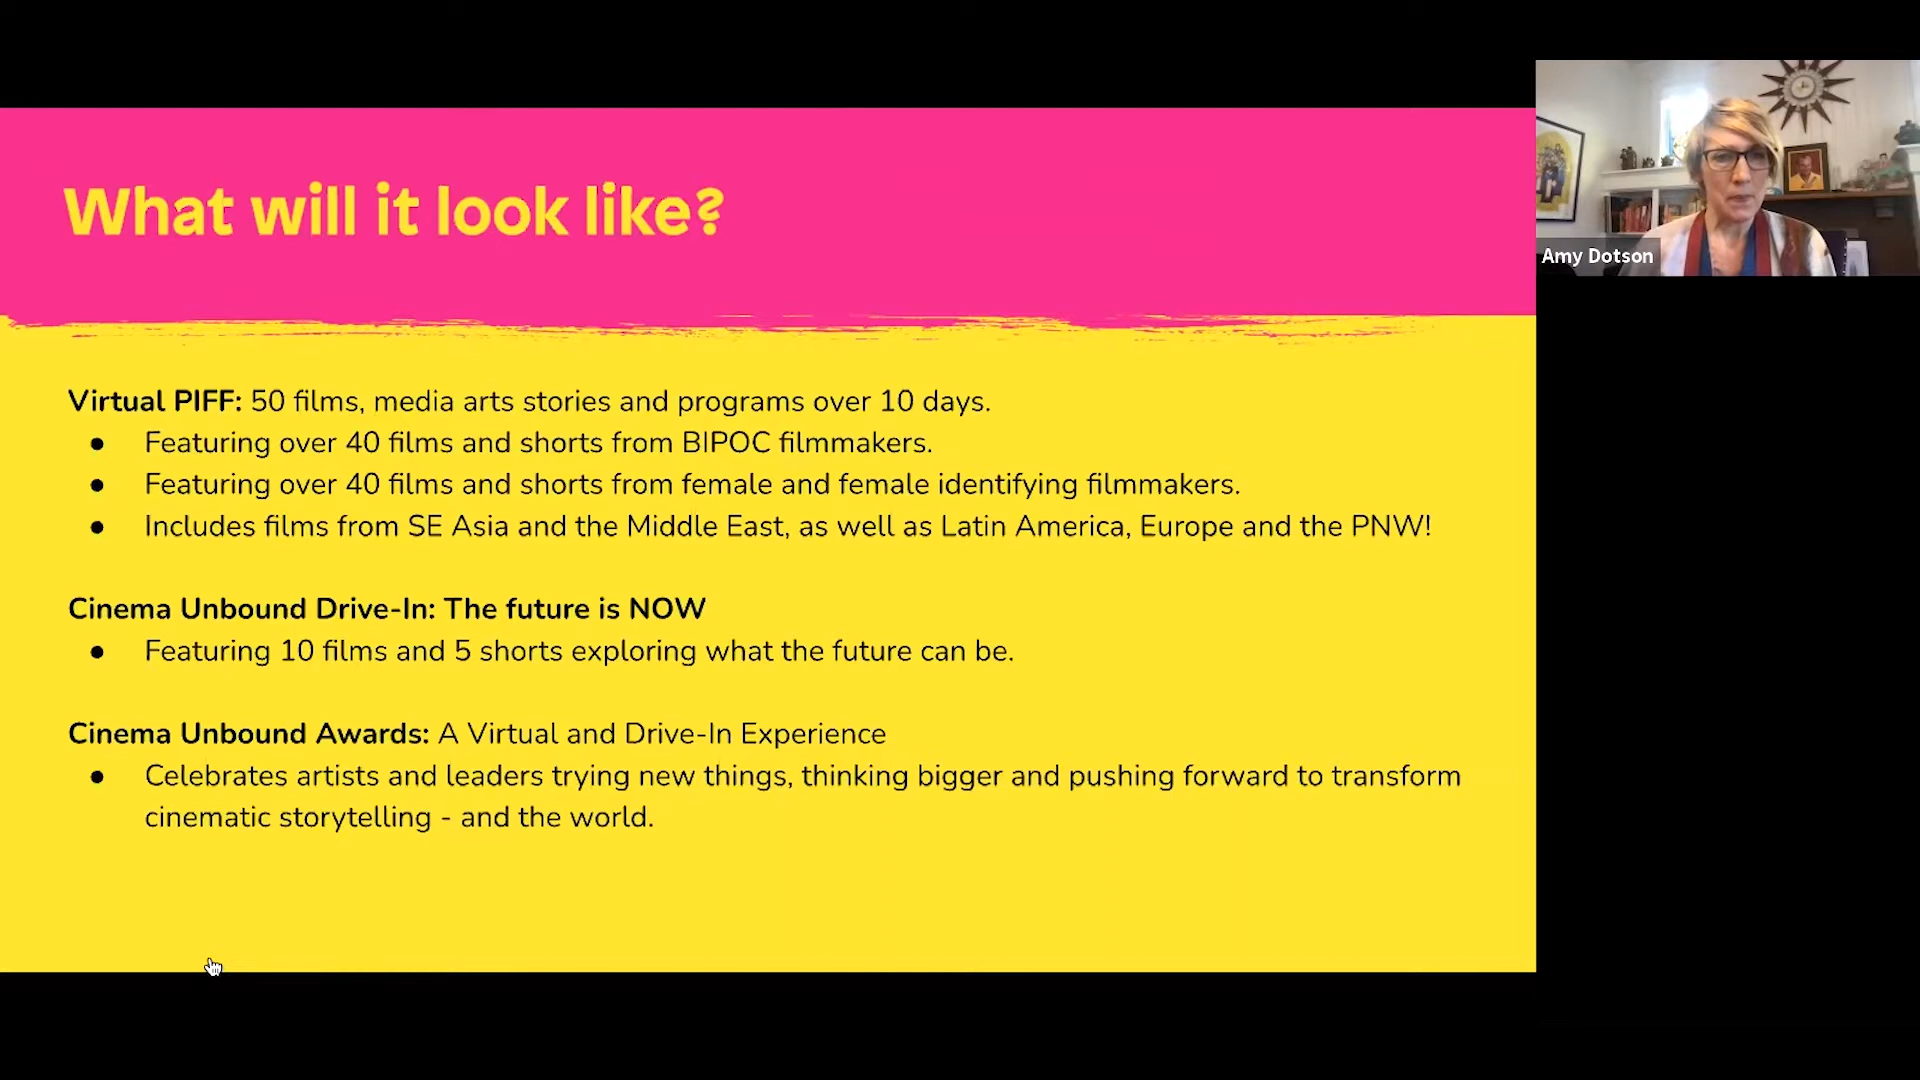 What will it look like?
Virtual PIFF: 50 films, media arts stories and programs over 10 days.
● Featuring over 40 films and shorts from BIPOC filmmakers.
● Featuring over 40 films and shorts from female and female identifying filmmakers.
● Includes films from SE Asia and the Middle East, as well as Latin America, Europe and the PNW!
Cinema Unbound Drive-In: The future is NOW
● Featuring 10 films and 5 shorts exploring what the future can be.
Cinema Unbound Awards: A Virtual and Drive-In Experience
● Celebrates artists and leaders trying new things, thinking bigger and pushing forward to transform
cinematic storytelling - and the world.
Amy Dotson